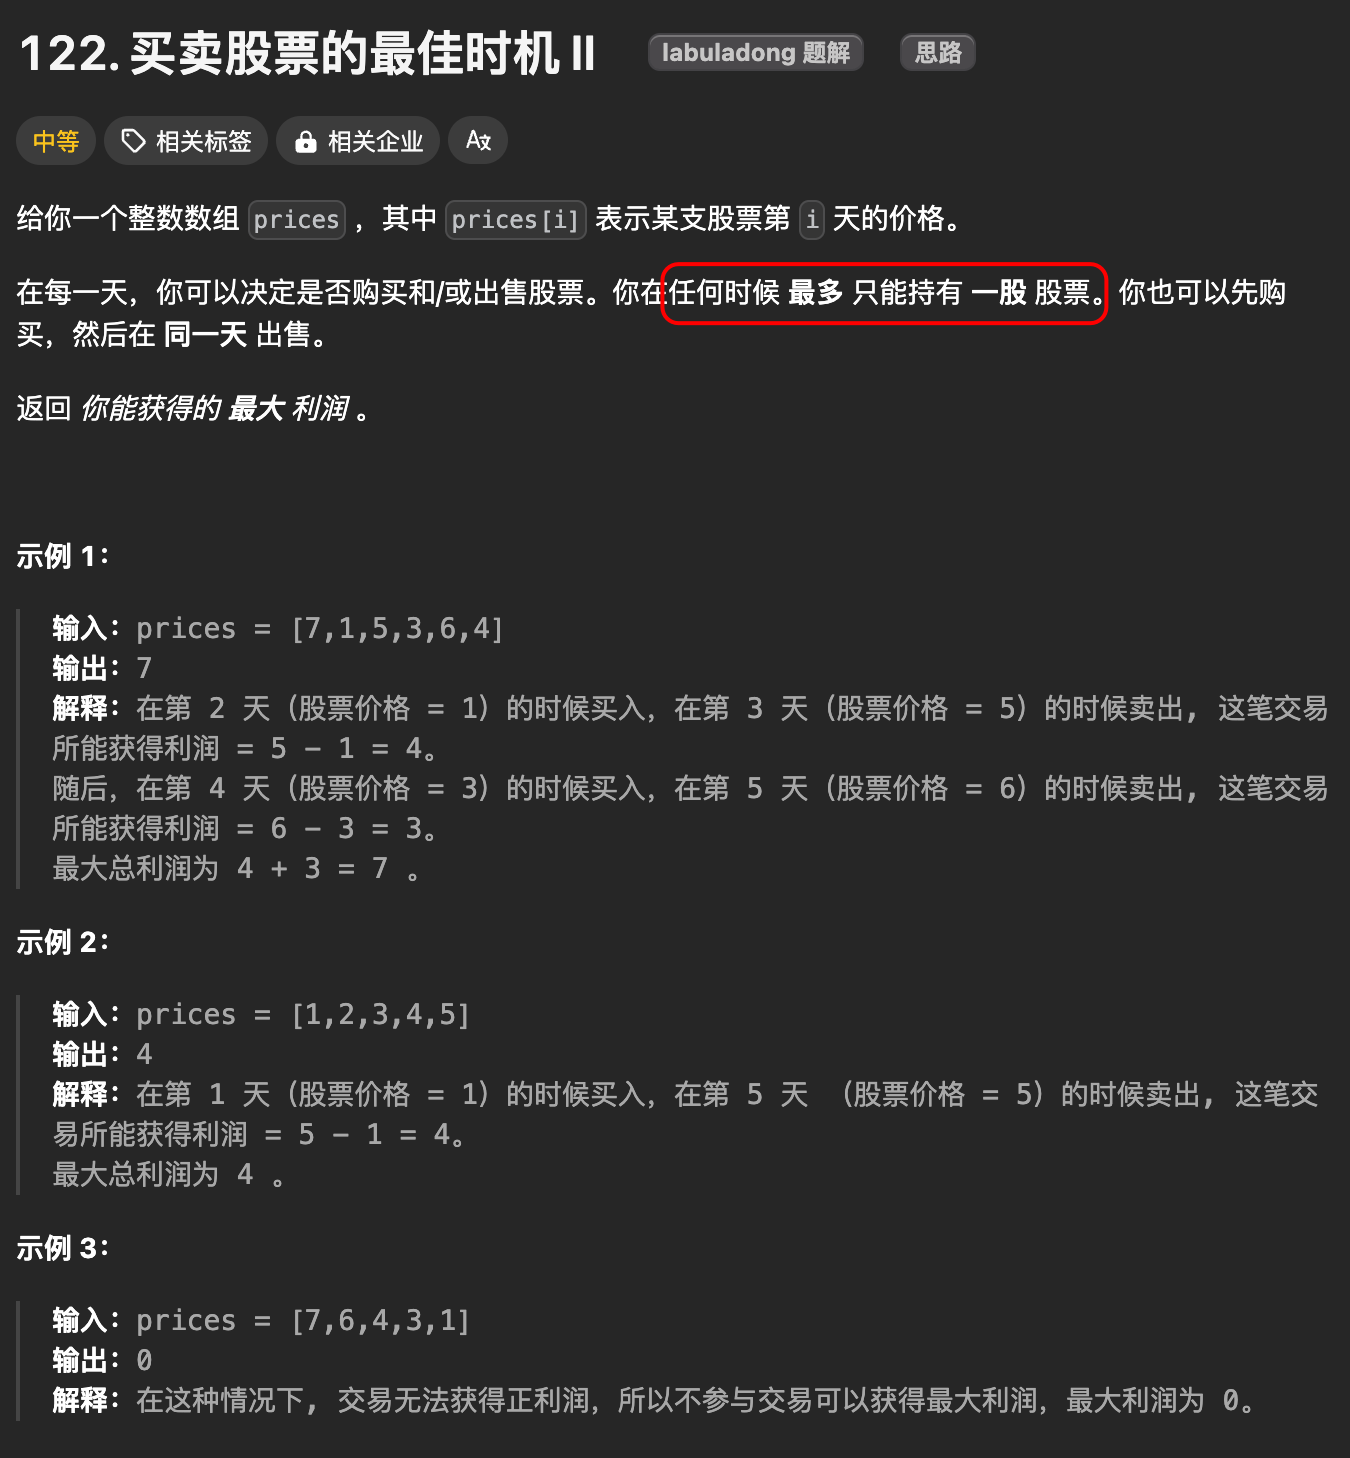 122. 买卖股票的最佳时机 II labuladong 题解 思路
中等 相关标签 相关企业 A文
给你一个整数数组 prices ，其中 prices[i] 表示某支股票第 i 天的价格。
在每一天，你可以决定是否购买和/或出售股票。你在任何时候 最多 只能持有 一股 股票。你也可以先购
买，然后在 同一天 出售。
返回 你能获得的 最大 利润 。
示例 1：
输入：prices = [7,1,5,3,6,4]
输出：7
解释：在第 2 天（股票价格 = 1）的时候买入，在第 3 天（股票价格 = 5）的时候卖出, 这笔交易
所能获得利润 = 5 - 1 = 4。
随后，在第 4 天（股票价格 = 3）的时候买入，在第 5 天（股票价格 = 6）的时候卖出, 这笔交易
所能获得利润 = 6 - 3 = 3。
最大总利润为 4 + 3 = 7 。
示例 2：
输入：prices = [1,2,3,4,5]
输出：4
解释：在第 1 天（股票价格 = 1）的时候买入，在第 5 天 （股票价格 = 5）的时候卖出, 这笔交
易所能获得利润 = 5 - 1 = 4。
最大总利润为 4 。
示例 3：
输入：prices = [7,6,4,3,1]
输出：0
解释：在这种情况下, 交易无法获得正利润，所以不参与交易可以获得最大利润，最大利润为 0。